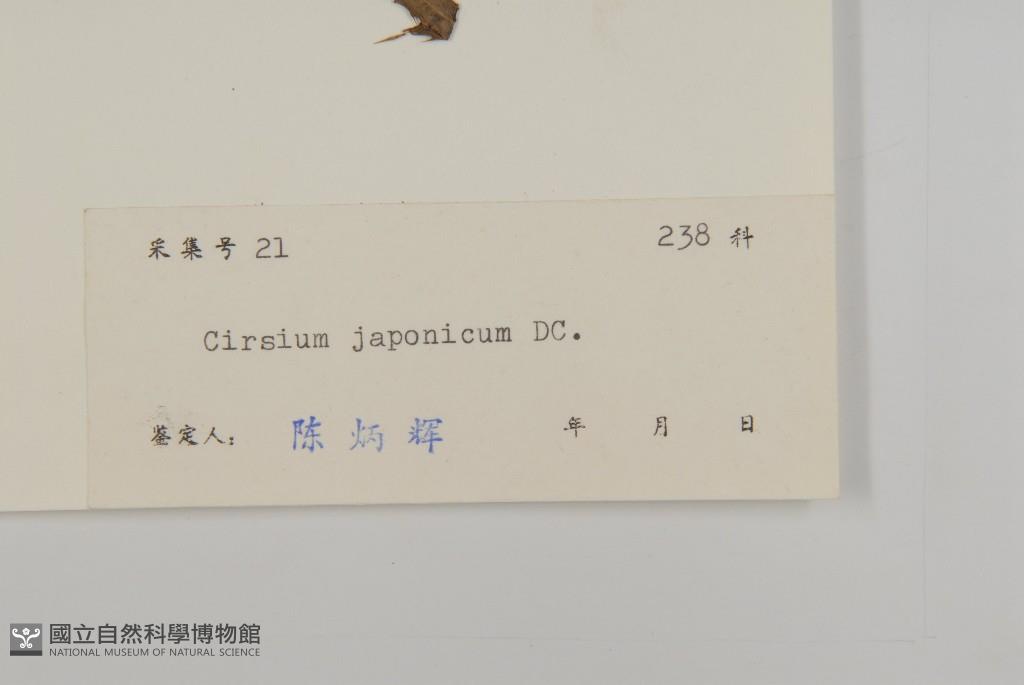 采集号 21 238 科
Cirsium japonicum DC.
鉴定人: 陈炳辉 年 月 日
國立自然科學博物館
NATIONAL MUSEUM OF NATURAL SCIENCE